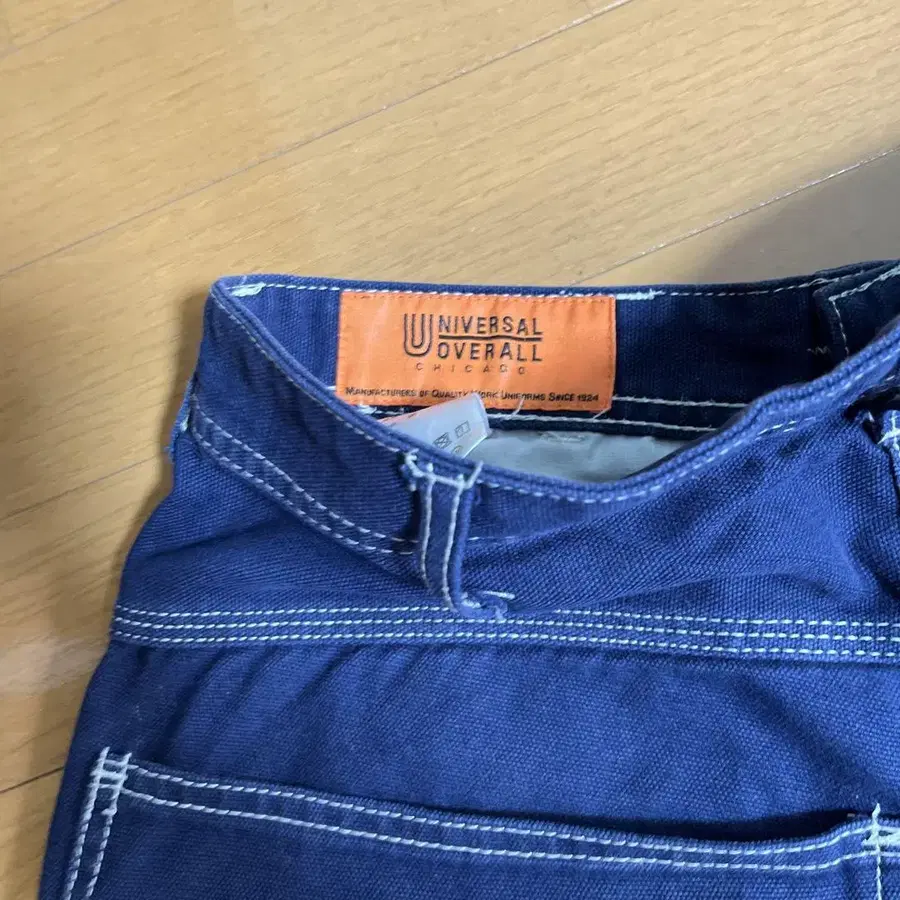 UNIVERSAL
OVERALL
CHICAGO
MANUFACTURERS OF QUALITY WORK UNIFORMS SINCE 1924